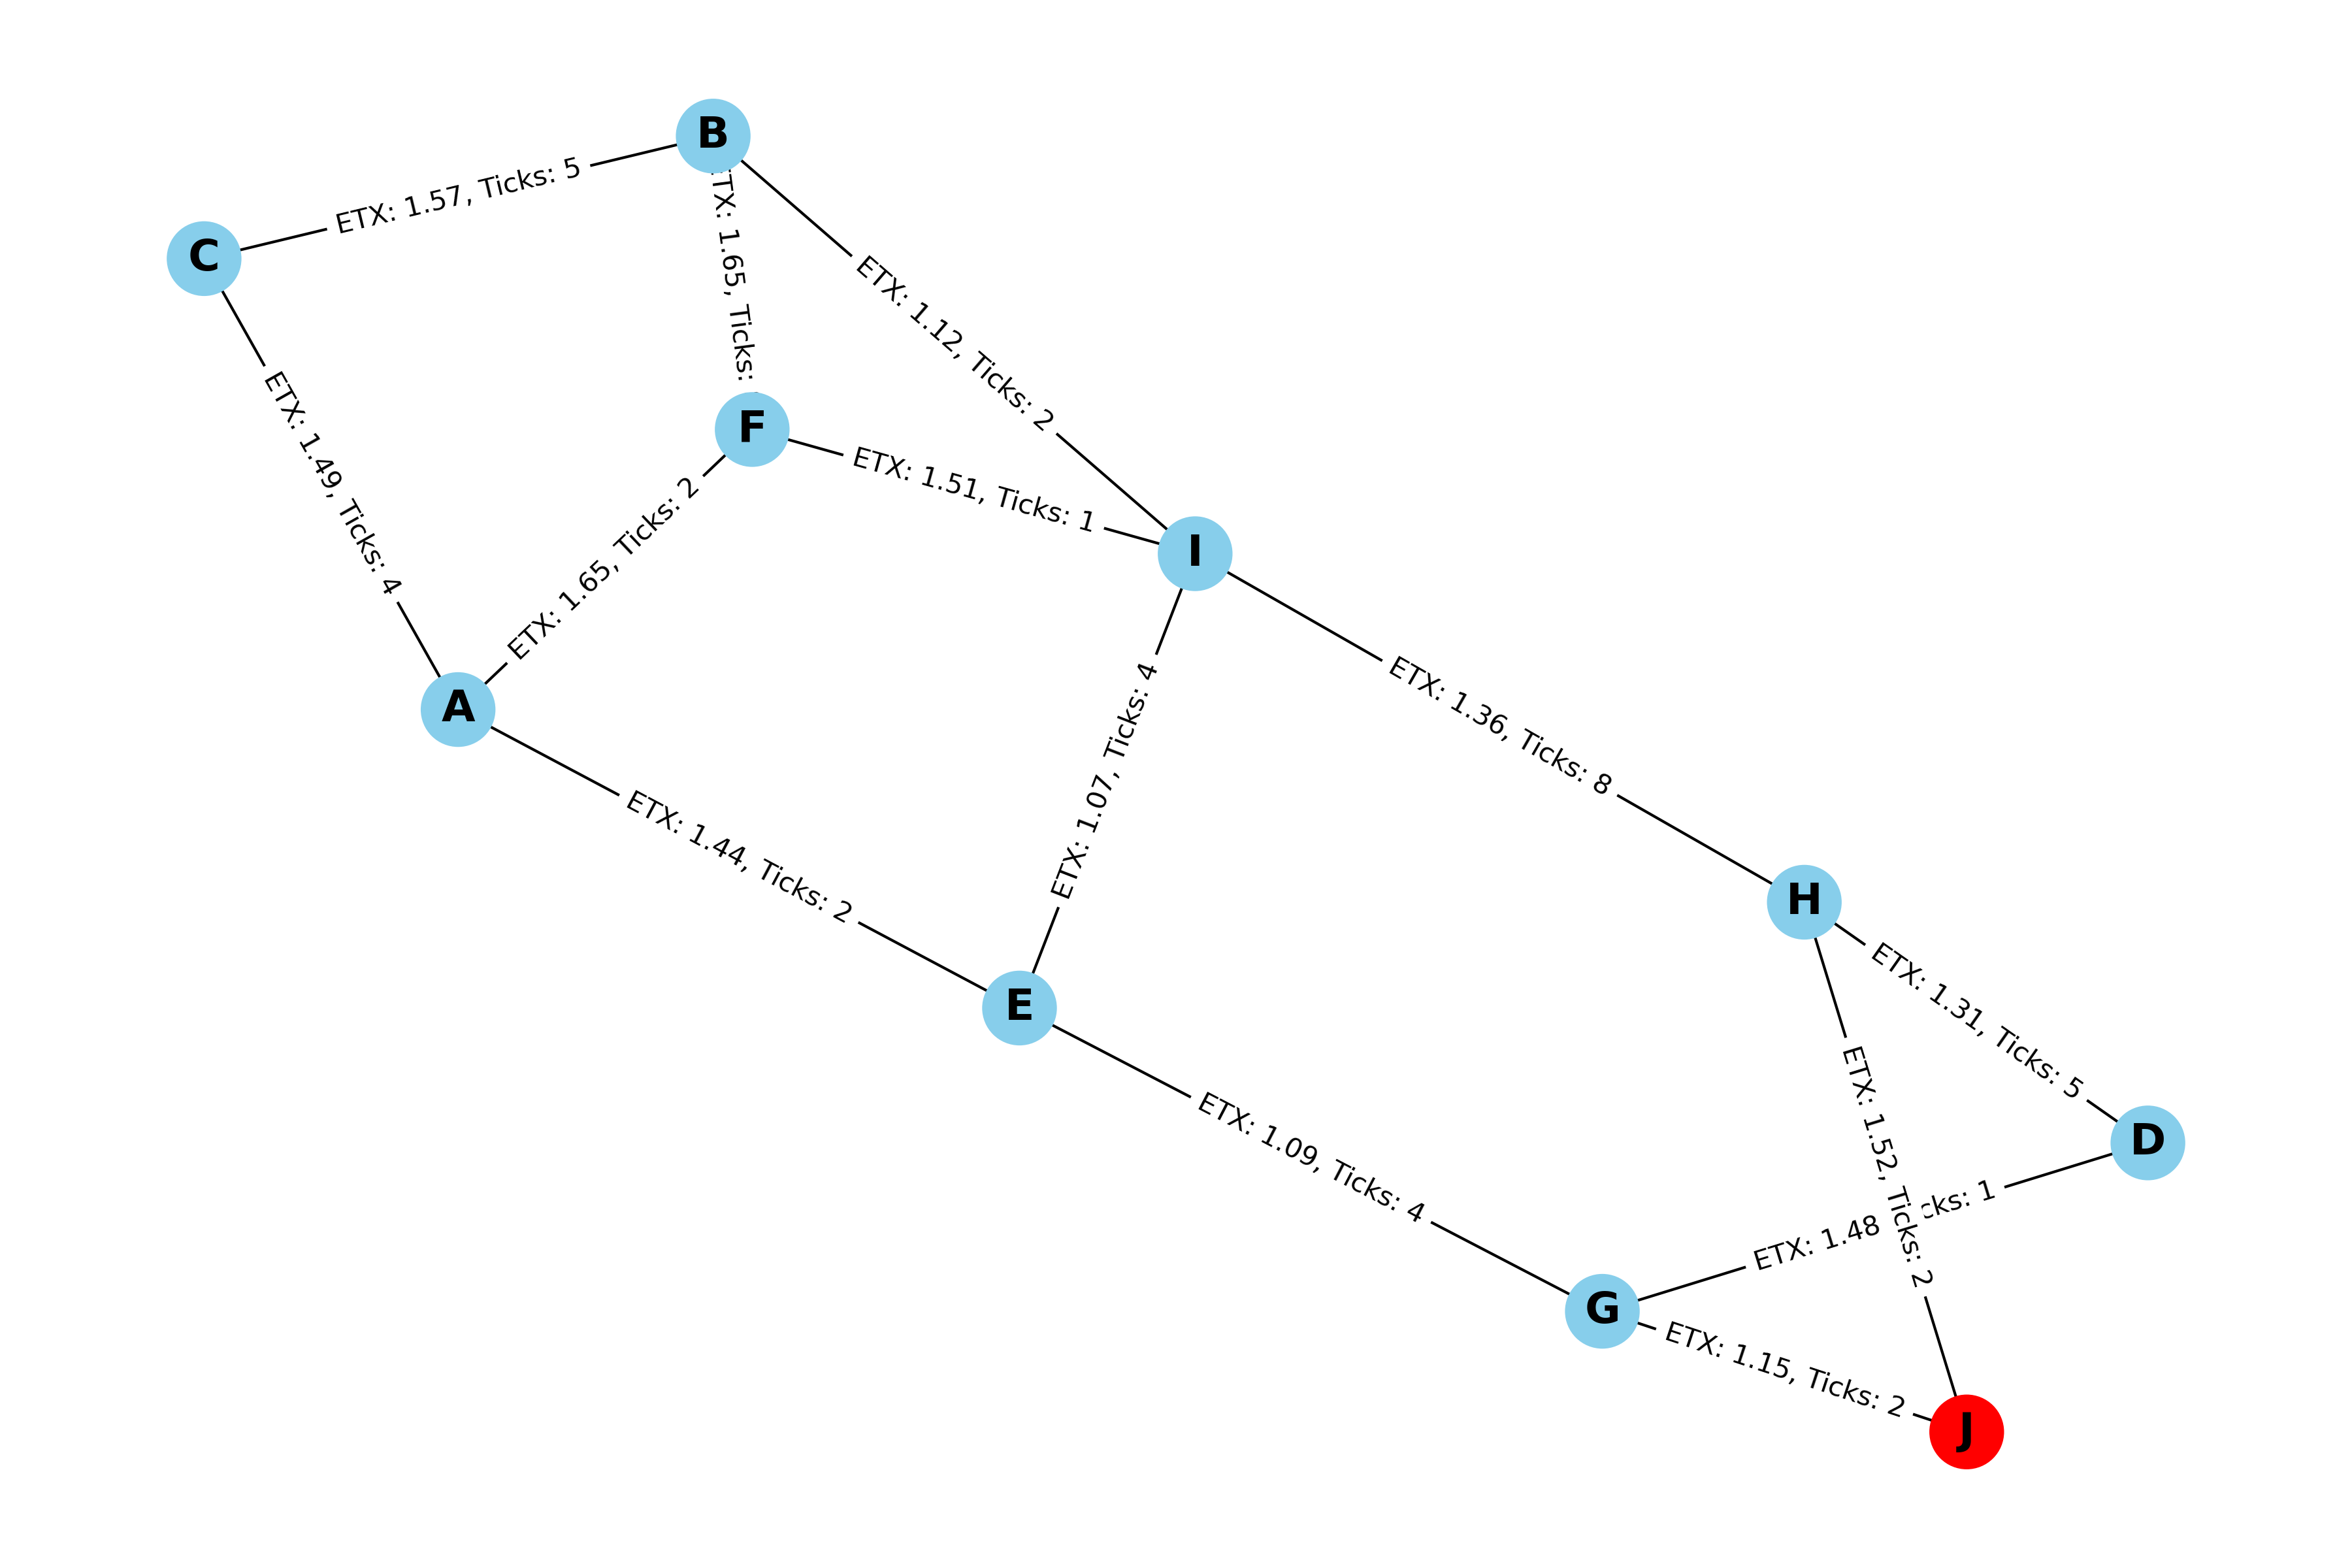 B
ETX: 1.57, Ticks: 5
C
TX: 1.65, Ticks:
ETX: 1.12, Ticks: 2
F
ETX: 1.51, Ticks: 1
ETX: 1.49, Ticks: 4
ETX: 1.65, Ticks: 2
I
A
ETX: 1.07, Ticks: 4
ETX: 1.36, Ticks: 8
ETX: 1.44, Ticks: 2
H
E
ETX: 1.31, Ticks: 5
ETX: 1.09, Ticks: 4
ETX: 1.52, Ticks: 2
D
ETX: 1.48 cks: 1
G
ETX: 1.15, Ticks: 2
J